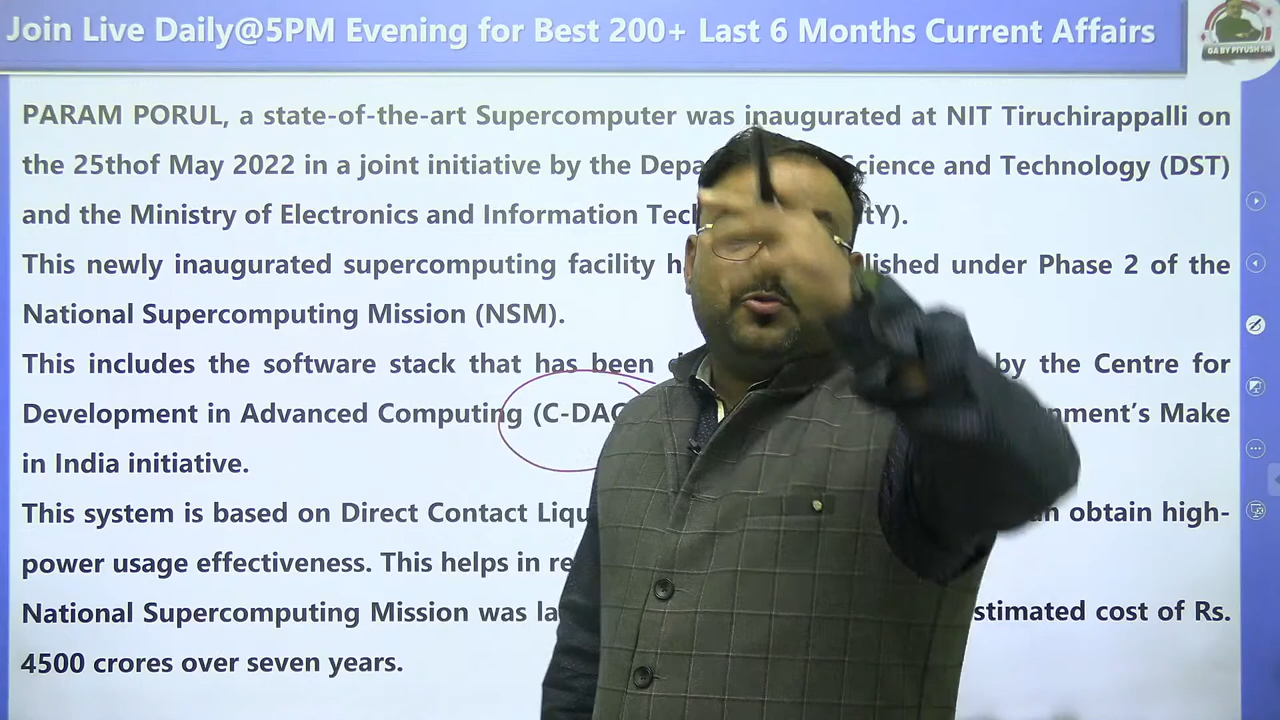 Join Live Daily@5PM Evening for Best 200+ Last 6 Months Current Affairs
GA BY PIYUSH SIR
PARAM PORUL, a state-of-the-art Supercomputer was inaugurated at NIT Tiruchirappalli on
the 25thof May 2022 in a joint initiative by the Science and Technology (DST)
and the Ministry of Electronics and Information
This newly inaugurated supercomputing facility under Phase 2 of the
National Supercomputing Mission (NSM).
This includes the software stack that has been by the Centre for
Development in Advanced Computing (C-DAC Make
in India initiative.
This system is based on Direct Contact obtain high-
power usage effectiveness. This helps in
National Supercomputing Mission was cost of Rs.
4500 crores over seven years.